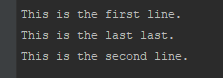 This is the first line.
This is the last last.
This is the second line.